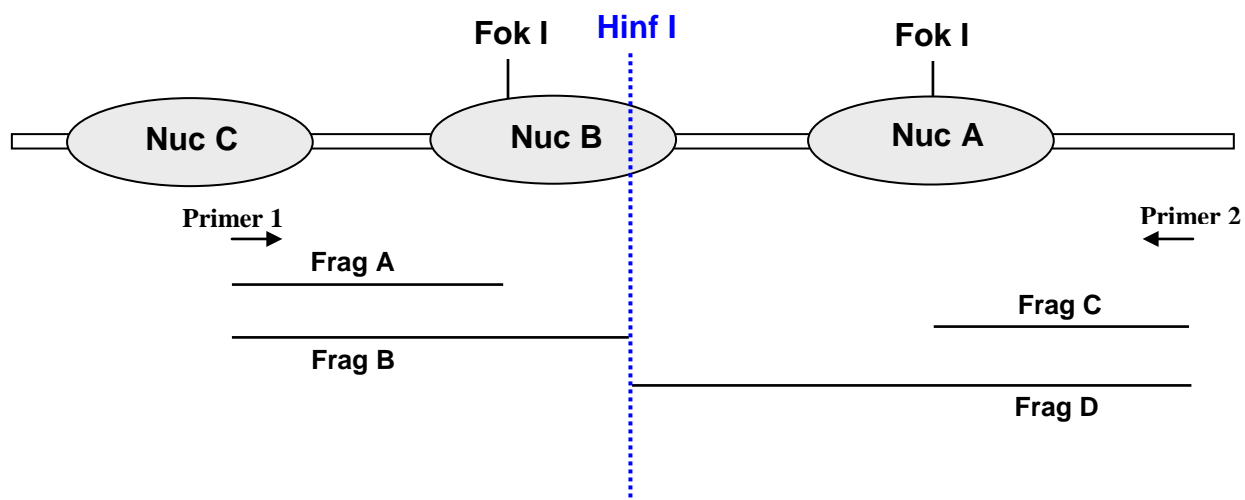 Fok I
Hinf I
Fok I
Nuc C
Nuc B
Nuc A
Primer 1
Primer 2
Frag A
Frag C
Frag B
Frag D